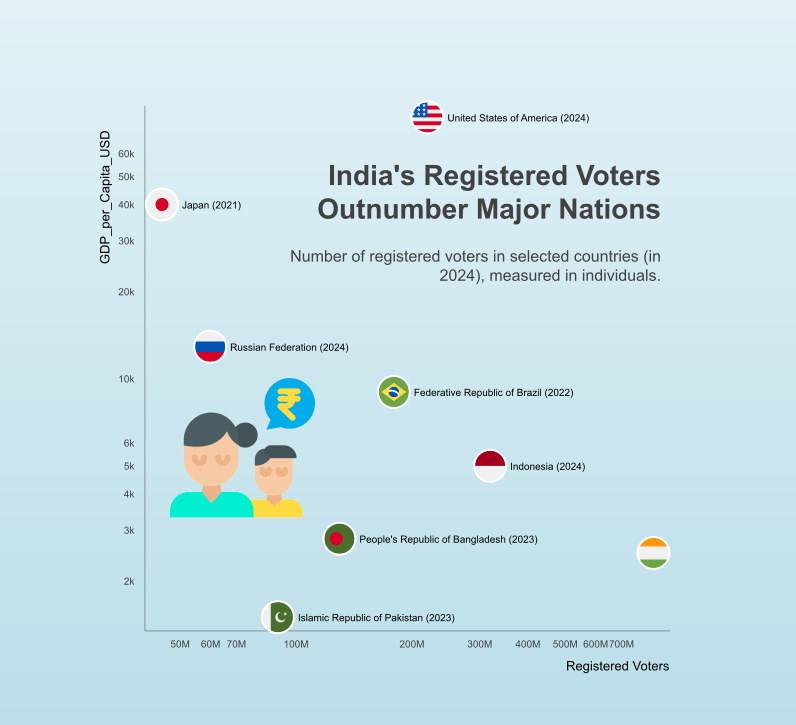 United States of America (2024)
India's Registered Voters
Outnumber Major Nations
Number of registered voters in selected countries (in
2024), measured in individuals.
GDP_per_Capita_USD
60k
50k
40k
30k
20k
10k
6k
5k
4k
3k
2k
Japan (2021)
Russian Federation (2024)
Federative Republic of Brazil (2022)
₹
Indonesia (2024)
People's Republic of Bangladesh (2023)
Islamic Republic of Pakistan (2023)
50M 60M 70M 100M 200M 300M 400M 500M 600M 700M
Registered Voters